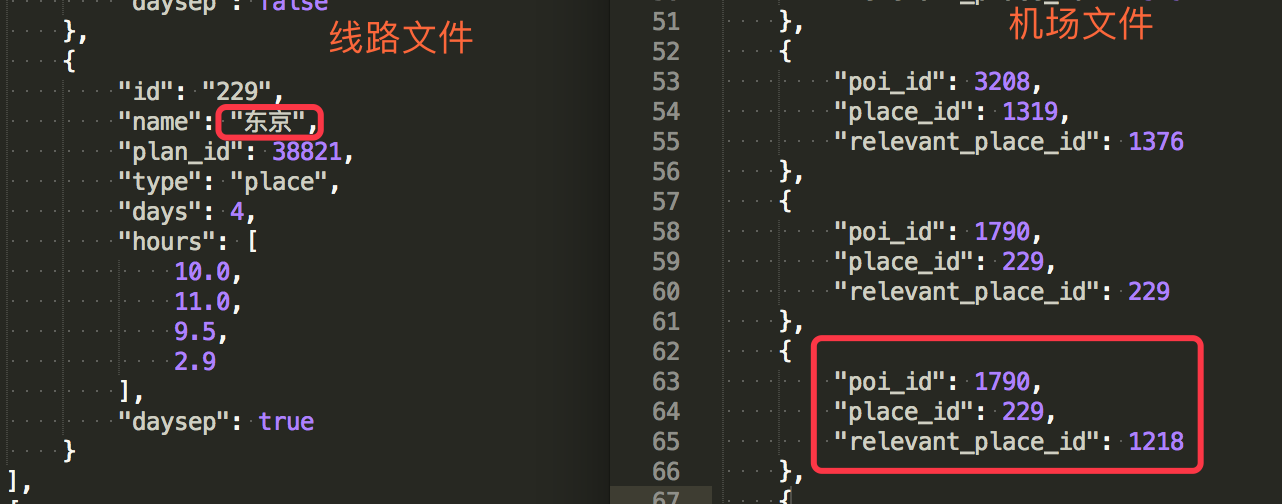 "daysep": false
},
线路文件
{
"id": "229",
"name": "东京",
"plan_id": 38821,
"type": "place",
"days": 4,
"hours": [
10.0,
11.0,
9.5,
2.9
],
"daysep": true
}
],
机场文件
51 },
52 {
53 "poi_id": 3208,
54 "place_id": 1319,
55 "relevant_place_id": 1376
56 },
57 {
58 "poi_id": 1790,
59 "place_id": 229,
60 "relevant_place_id": 229
61 },
62 {
63 "poi_id": 1790,
64 "place_id": 229,
65 "relevant_place_id": 1218
66 },
67 {